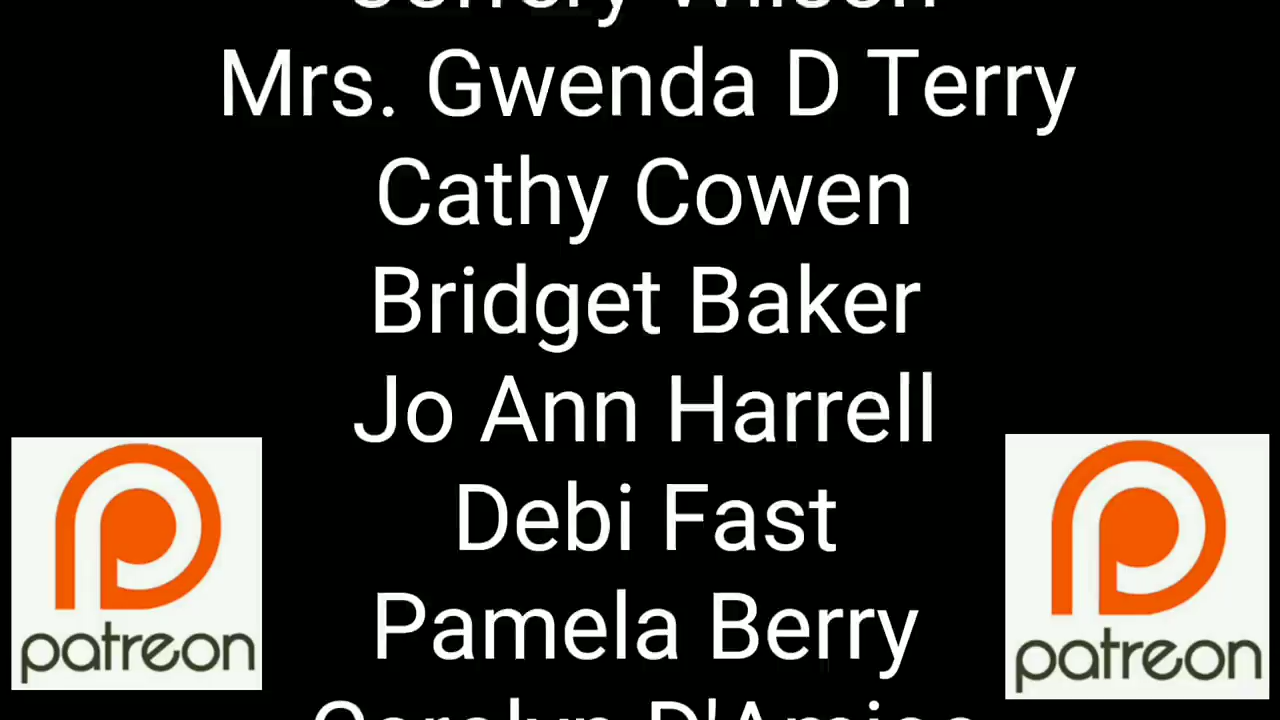 Mrs. Gwenda D Terry
Cathy Cowen
Bridget Baker
Jo Ann Harrell
Debi Fast
Pamela Berry
patreon
patreon